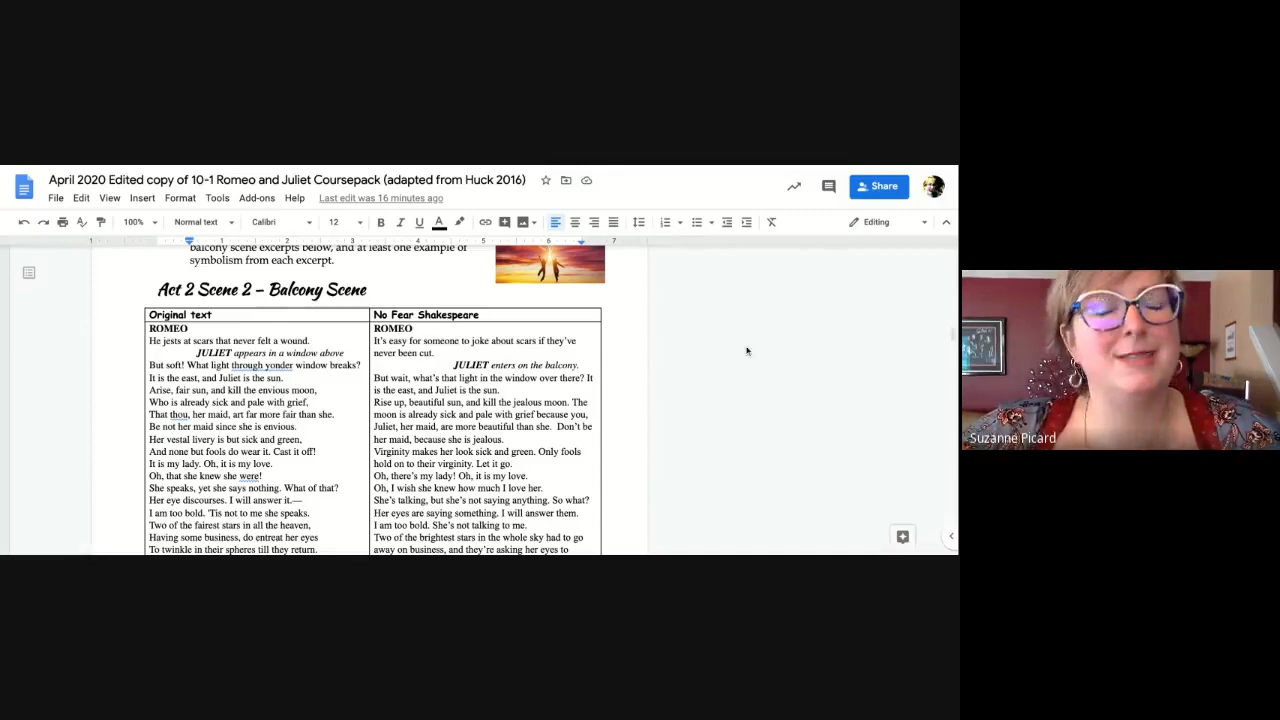 April 2020 Edited copy of 10-1 Romeo and Juliet Coursepack (adapted from Huck 2016)
Share
File Edit View Insert Format Tools Add-ons Help Last edit was 16 minutes ago
100% Normal text Calibri 12 B I U A Editing
1 1 2 3 4 5 6 7
balcony scene excerpts below, and at least one example of
symbolism from each excerpt.
Act 2 Scene 2 – Balcony Scene
Original text
ROMEO
He jests at scars that never felt a wound.
JULIET appears in a window above
But soft! What light through yonder window breaks?
It is the east, and Juliet is the sun.
Arise, fair sun, and kill the envious moon,
Who is already sick and pale with grief,
That thou, her maid, art far more fair than she.
Be not her maid since she is envious.
Her vestal livery is but sick and green,
And none but fools do wear it. Cast it off!
It is my lady. Oh, it is my love.
Oh, that she knew she were!
She speaks, yet she says nothing. What of that?
Her eye discourses. I will answer it.—
I am too bold. 'Tis not to me she speaks.
Two of the fairest stars in all the heaven,
Having some business, do entreat her eyes
To twinkle in their spheres till they return.
No Fear Shakespeare
ROMEO
It's easy for someone to joke about scars if they've
never been cut.
JULIET enters on the balcony.
But wait, what's that light in the window over there? It
is the east, and Juliet is the sun.
Rise up, beautiful sun, and kill the jealous moon. The
moon is already sick and pale with grief because you,
Juliet, her maid, are more beautiful than she. Don't be
her maid, because she is jealous.
Virginity makes her look sick and green. Only fools
hold on to their virginity. Let it go.
Oh, there's my lady! Oh, it is my love.
Oh, I wish she knew how much I love her.
She's talking, but she's not saying anything. So what?
Her eyes are saying something. I will answer them.
I am too bold. She's not talking to me.
Two of the brightest stars in the whole sky had to go
away on business, and they're asking her eyes to
Suzanne Picard